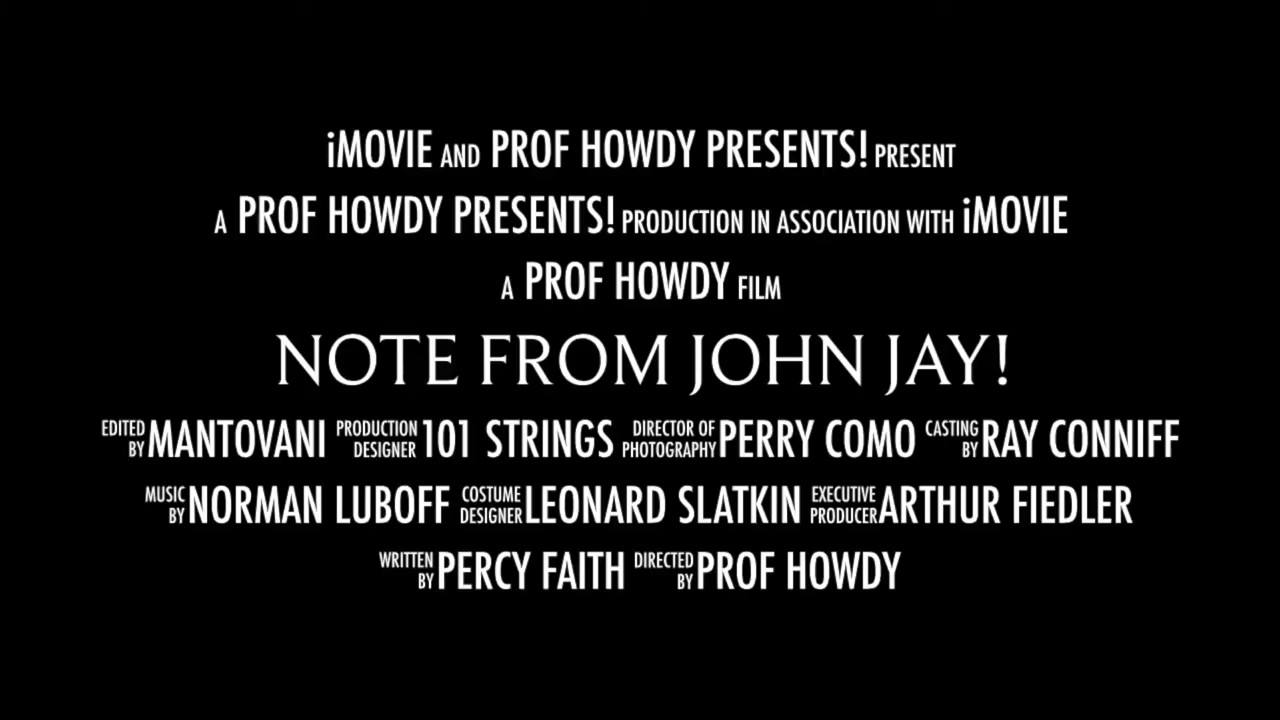 iMOVIE AND PROF HOWDY PRESENTS! PRESENT
A PROF HOWDY PRESENTS! PRODUCTION IN ASSOCIATION WITH iMOVIE
A PROF HOWDY FILM
NOTE FROM JOHN JAY!
EDITED BY MANTOVANI PRODUCTION DESIGNER 101 STRINGS DIRECTOR OF PHOTOGRAPHY PERRY COMO CASTING BY RAY CONNIFF
MUSIC BY NORMAN LUBOFF COSTUME DESIGNER LEONARD SLATKIN EXECUTIVE PRODUCER ARTHUR FIEDLER
WRITTEN BY PERCY FAITH DIRECTED BY PROF HOWDY